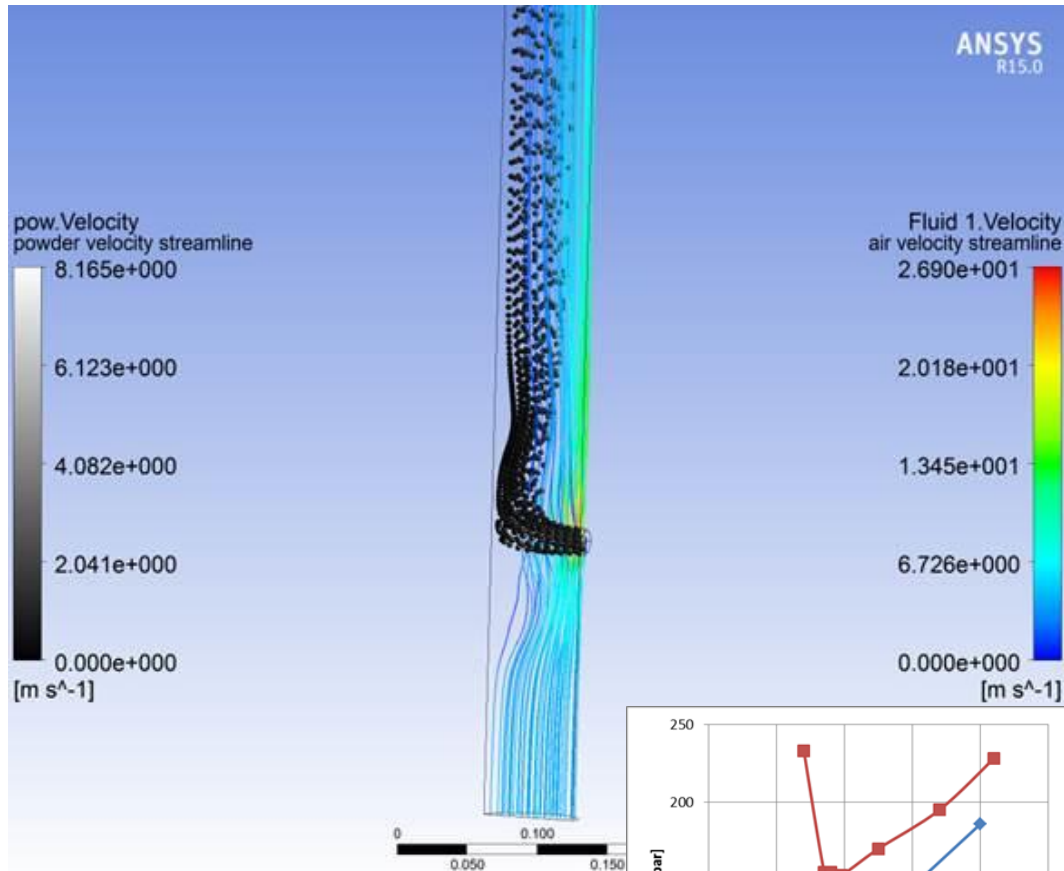 ANSYS
R15.0
pow.Velocity
powder velocity streamline
8.165e+000
6.123e+000
4.082e+000
2.041e+000
0.000e+000
[m s^-1]
Fluid 1.Velocity
air velocity streamline
2.690e+001
2.018e+001
1.345e+001
6.726e+000
0.000e+000
[m s^-1]
0
0.100
0.050
0.150
250
200
bar]